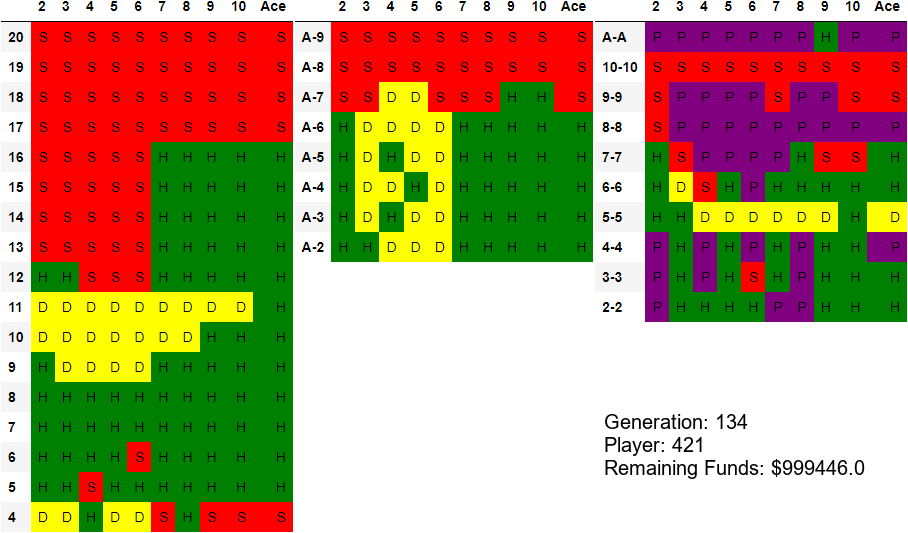 2 3 4 5 6 7 8 9 10 Ace
20 S S S S S S S S S S
19 S S S S S S S S S S
18 S S S S S S S S S S
17 S S S S S S S S S S
16 S S S S S H H H H H
15 S S S S S H H H H H
14 S S S S S H H H H H
13 S S S S S H H H H H
12 H H S S S H H H H H
11 D D D D D D D D D H
10 D D D D D D D H H H
9 H D D D D H H H H H
8 H H H H H H H H H H
7 H H H H H H H H H H
6 H H H H S H H H H H
5 H H S H H H H H H H
4 D D H D D S H S S S
2 3 4 5 6 7 8 9 10 Ace
A-9 S S S S S S S S S S
A-8 S S S S S S S S S S
A-7 S S D D S S S H H S
A-6 H D D D D H H H H H
A-5 H D H D D H H H H H
A-4 H D D H D H H H H H
A-3 H D H D D H H H H H
A-2 H H D D D H H H H H
2 3 4 5 6 7 8 9 10 Ace
A-A P P P P P P P H P P
10-10 S S S S S S S S S S
9-9 S P P P P S P P S S
8-8 S P P P P P P P P P
7-7 H S P P P P H S S H
6-6 H D S H P H H H H H
5-5 H H D D D D D D H D
4-4 P H P H P H P H H P
3-3 P H P H S H P H H H
2-2 P H H H H P P H H H
Generation: 134
Player: 421
Remaining Funds: $999446.0